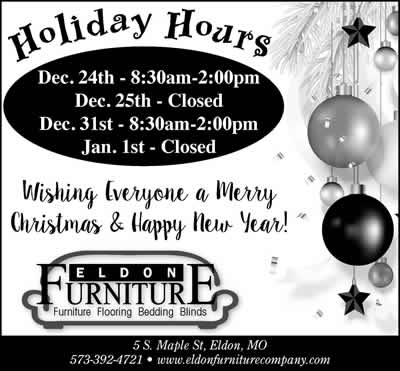 Holiday Hours
Dec. 24th - 8:30am-2:00pm
Dec. 25th - Closed
Dec. 31st - 8:30am-2:00pm
Jan. 1st - Closed
Wishing Everyone a Merry
Christmas & Happy New Year!
ELDON
FURNITURE
Furniture Flooring Bedding Blinds
5 S. Maple St, Eldon, MO
573-392-4721 • www.eldonfurniturecompany.com